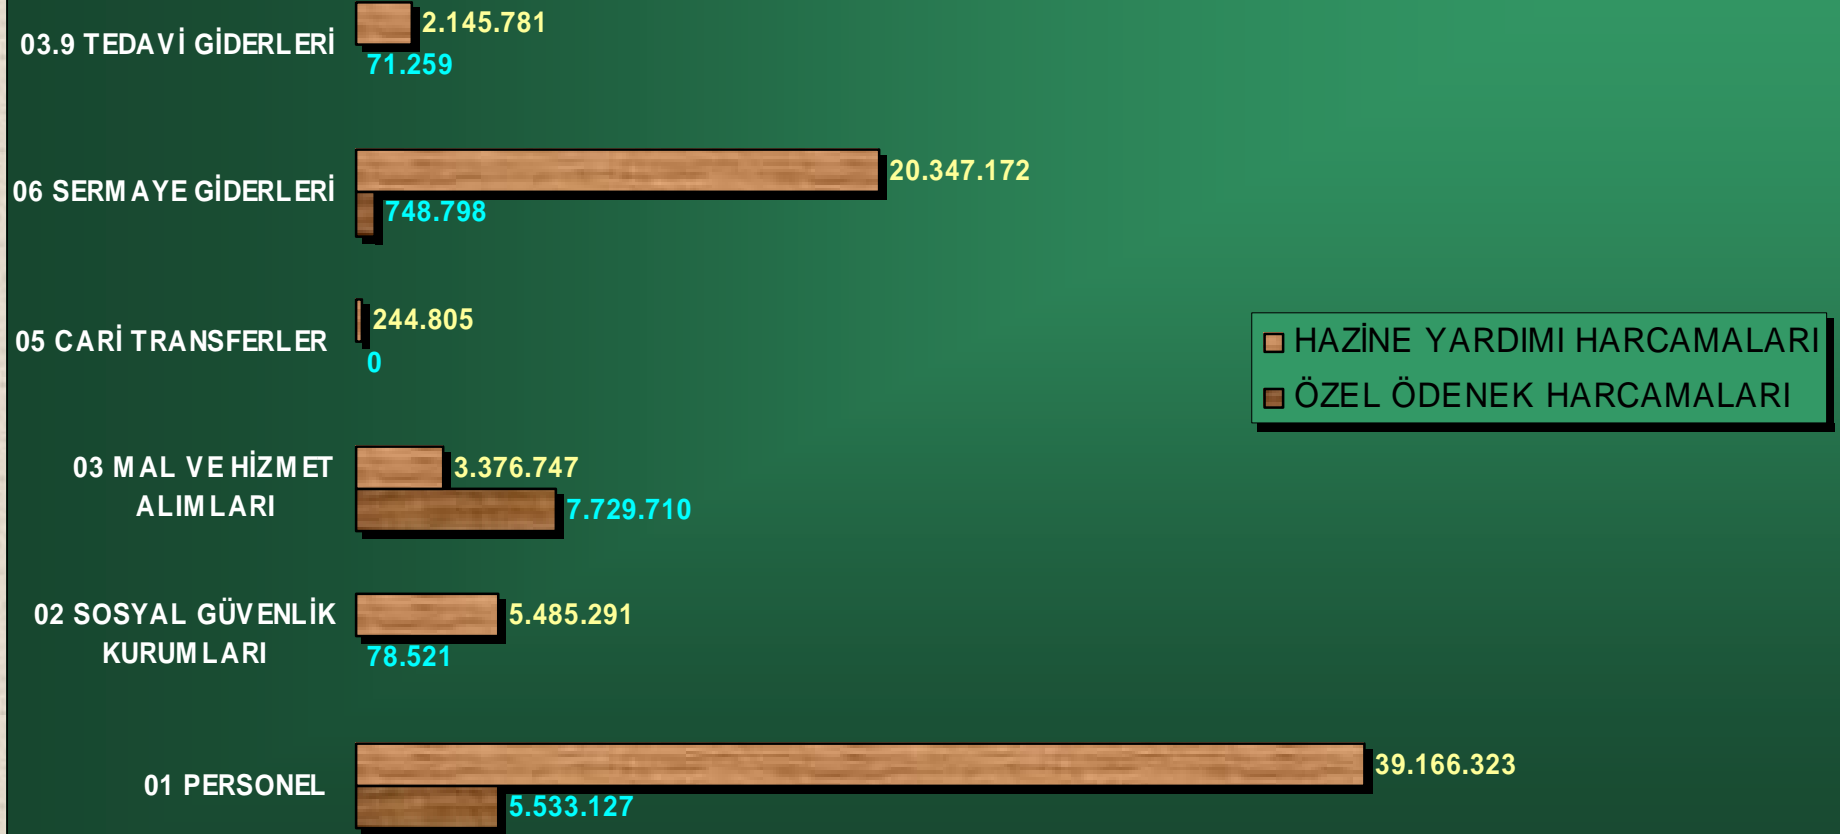 2.145.781
03.9 TEDAVİ GİDERLERİ
71.259
20.347.172
06 SERMAYE GİDERLERİ
748.798
244.805
05 CARİ TRANSFERLER
0
HAZİNE YARDIMI HARCAMALARI
ÖZEL ÖDENEK HARCAMALARI
03 MAL VE HİZMET
ALIMLARI
3.376.747
7.729.710
02 SOSYAL GÜVENLİK
KURUMLARI
5.485.291
78.521
39.166.323
01 PERSONEL
5.533.127